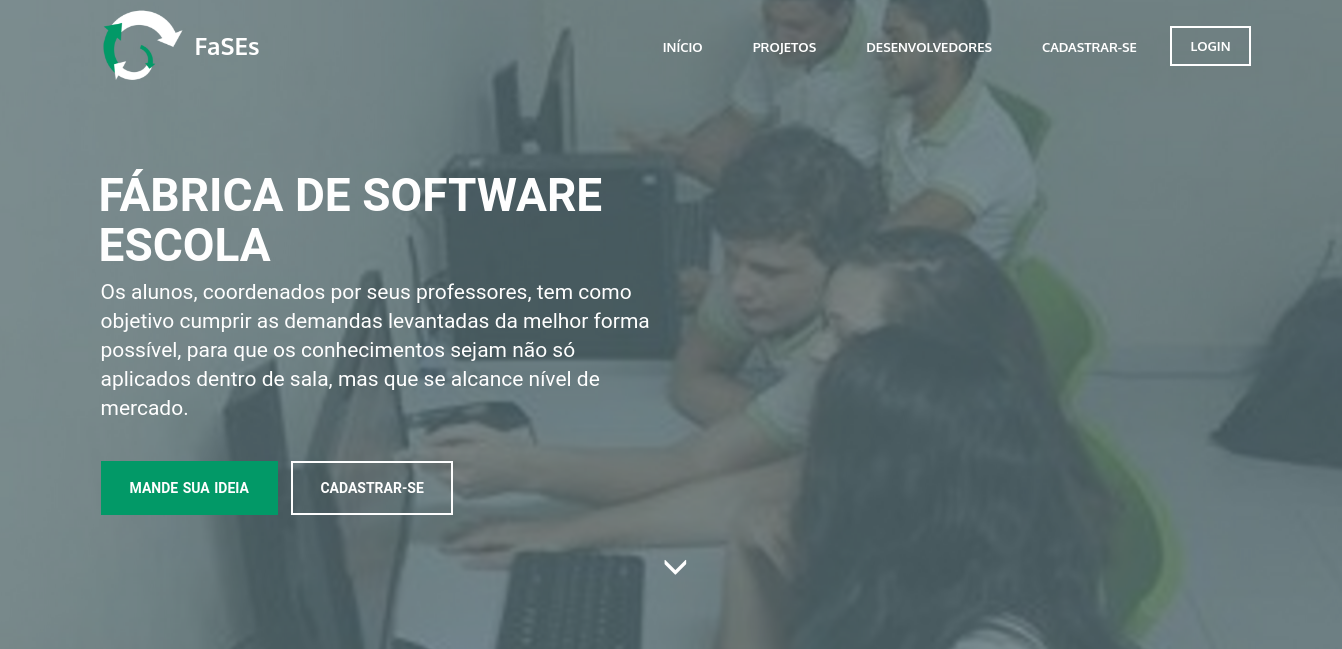 FaSEs
INÍCIO
PROJETOS
DESENVOLVEDORES
CADASTRAR-SE
LOGIN
FÁBRICA DE SOFTWARE
ESCOLA
Os alunos, coordenados por seus professores, tem como
objetivo cumprir as demandas levantadas da melhor forma
possível, para que os conhecimentos sejam não só
aplicados dentro de sala, mas que se alcance nível de
mercado.
MANDE SUA IDEIA
CADASTRAR-SE